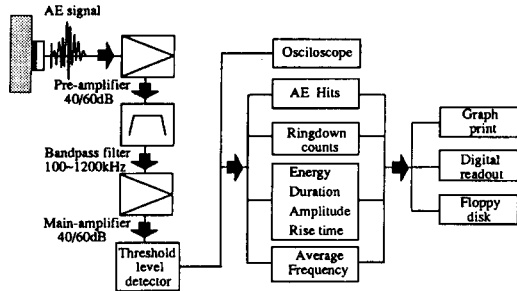 AE signal
Pre-amplifier
40/60dB
Bandpass filter
100~1200kHz
Main-amplifier
40/60dB
Threshold
level
detector
Osciloscope
AE Hits
Ringdown
counts
Energy
Duration
Amplitude
Rise time
Average
Frequency
Graph
print
Digital
readout
Floppy
disk